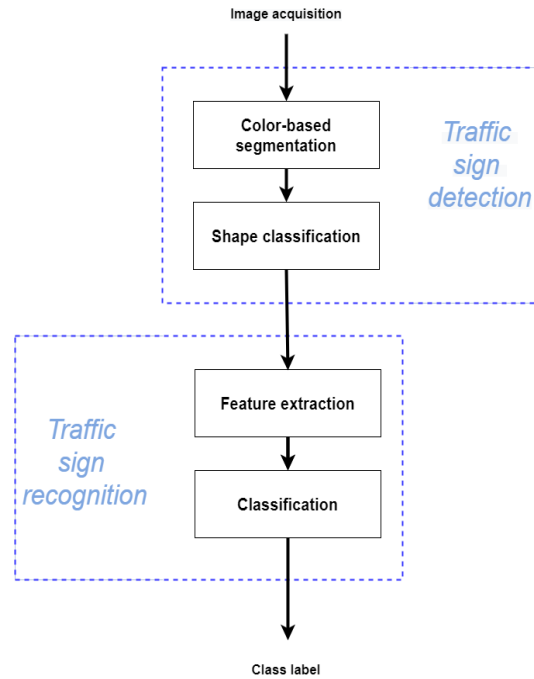 Image acquisition
Color-based
segmentation
Traffic
sign
detection
Shape classification
Feature extraction
Traffic
sign
recognition
Classification
Class label